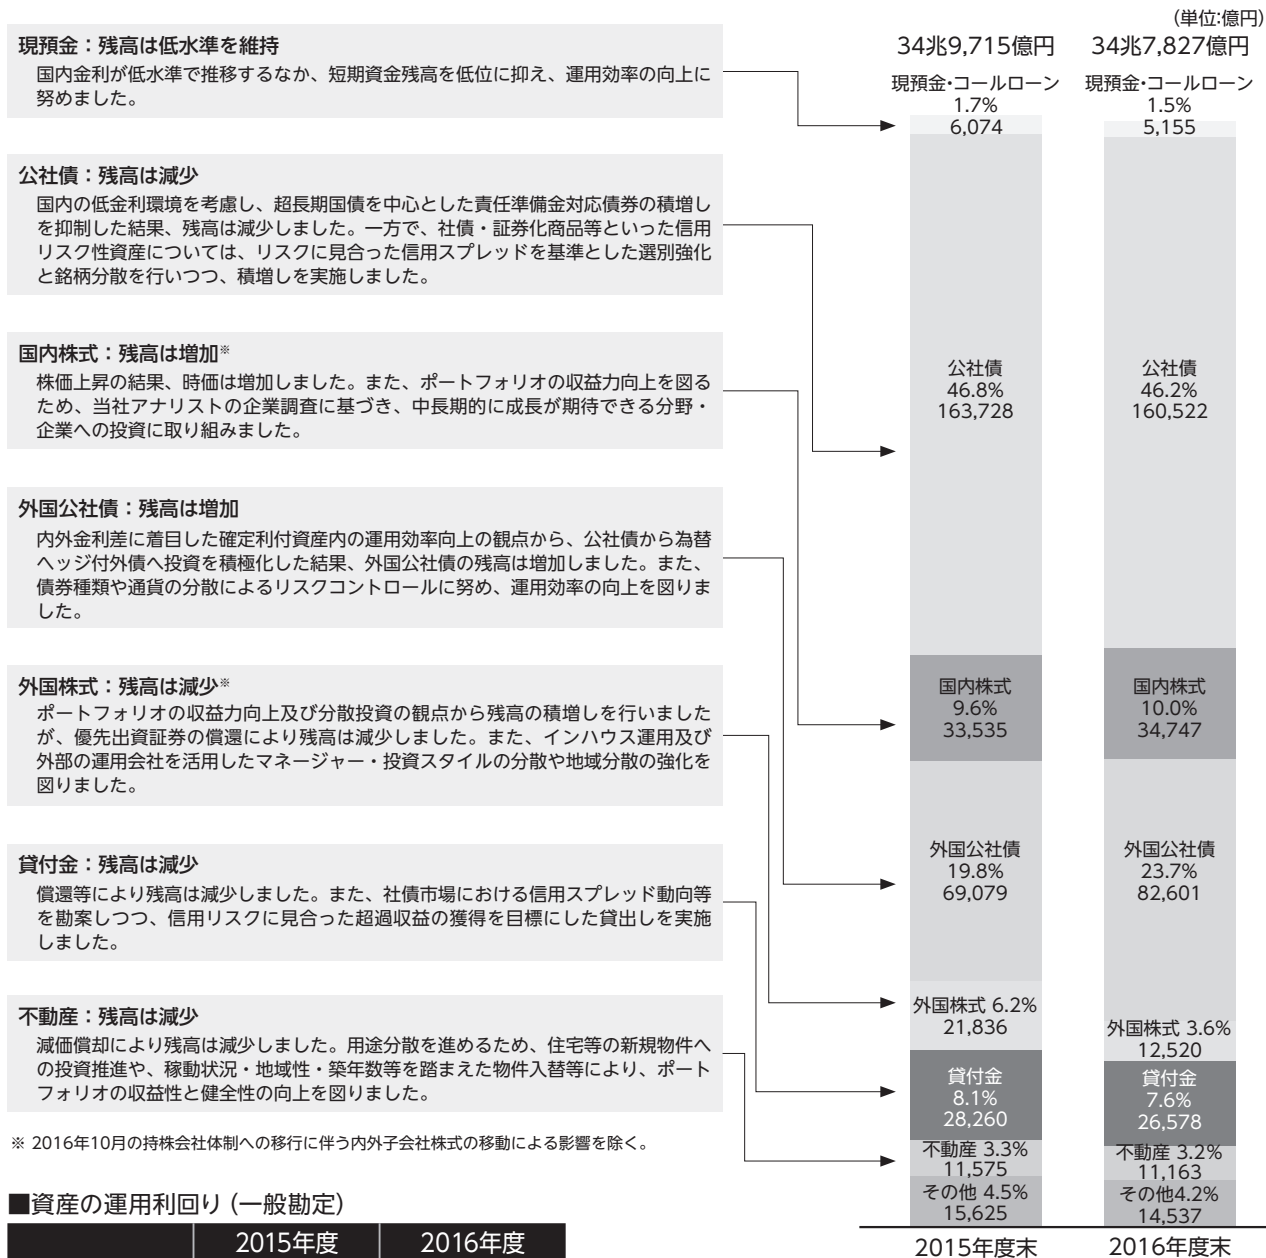 (単位:億円)
現預金：残高は低水準を維持
国内金利が低水準で推移するなか、短期資金残高を低位に抑え、運用効率の向上に
努めました。
公社債：残高は減少
国内の低金利環境を考慮し、超長期国債を中心とした責任準備金対応債券の積増し
を抑制した結果、残高は減少しました。一方で、社債・証券化商品等といった信用
リスク性資産については、リスクに見合った信用スプレッドを基準とした選別強化
と銘柄分散を行いつつ、積増しを実施しました。
国内株式：残高は増加※
株価上昇の結果、時価は増加しました。また、ポートフォリオの収益力向上を図る
ため、当社アナリストの企業調査に基づき、中長期的に成長が期待できる分野・
企業への投資に取り組みました。
外国公社債：残高は増加
内外金利差に着目した確定利付資産内の運用効率向上の観点から、公社債から為替
ヘッジ付外債へ投資を積極化した結果、外国公社債の残高は増加しました。また、
債券種類や通貨の分散によるリスクコントロールに努め、運用効率の向上を図りま
した。
外国株式：残高は減少※
ポートフォリオの収益力向上及び分散投資の観点から残高の積増しを行いました
が、優先出資証券の償還により残高は減少しました。また、インハウス運用及び
外部の運用会社を活用したマネージャー・投資スタイルの分散や地域分散の強化を
図りました。
貸付金：残高は減少
償還等により残高は減少しました。また、社債市場における信用スプレッド動向等
を勘案しつつ、信用リスクに見合った超過収益の獲得を目標にした貸出しを実施
しました。
不動産：残高は減少
減価償却により残高は減少しました。用途分散を進めるため、住宅等の新規物件へ
の投資推進や、稼動状況・地域性・築年数等を踏まえた物件入替等により、ポート
フォリオの収益性と健全性の向上を図りました。
※ 2016年10月の持株会社体制への移行に伴う内外子会社株式の移動による影響を除く。
34兆9,715億円
現預金・コールローン
1.7%
6,074
公社債
46.8%
163,728
国内株式
9.6%
33,535
外国公社債
19.8%
69,079
外国株式 6.2%
21,836
貸付金
8.1%
28,260
不動産 3.3%
11,575
その他 4.5%
15,625
2015年度末
34兆7,827億円
現預金・コールローン
1.5%
5,155
公社債
46.2%
160,522
国内株式
10.0%
34,747
外国公社債
23.7%
82,601
外国株式 3.6%
12,520
貸付金
7.6%
26,578
不動産 3.2%
11,163
その他4.2%
14,537
2016年度末
■資産の運用利回り（一般勘定）
2015年度 2016年度